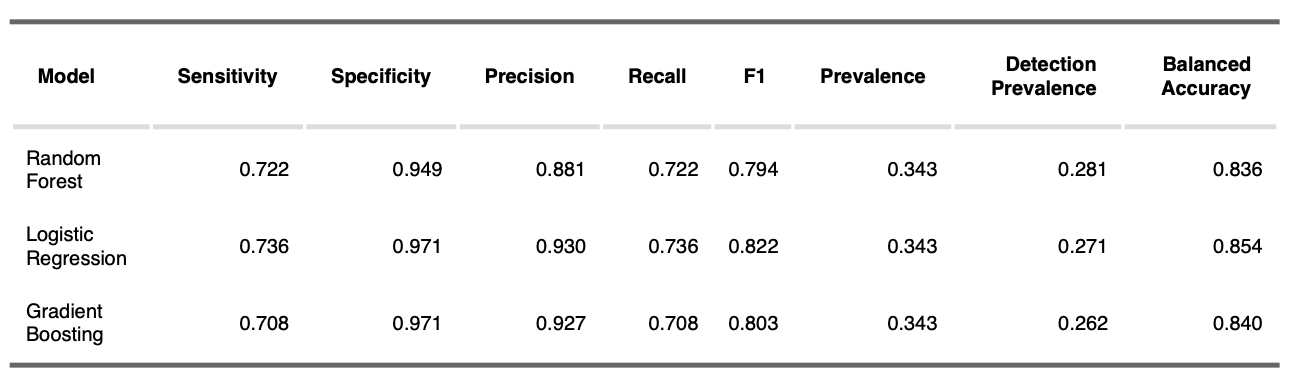 Model Sensitivity Specificity Precision Recall F1 Prevalence Detection Prevalence Balanced Accuracy
Random Forest 0.722 0.949 0.881 0.722 0.794 0.343 0.281 0.836
Logistic Regression 0.736 0.971 0.930 0.736 0.822 0.343 0.271 0.854
Gradient Boosting 0.708 0.971 0.927 0.708 0.803 0.343 0.262 0.840